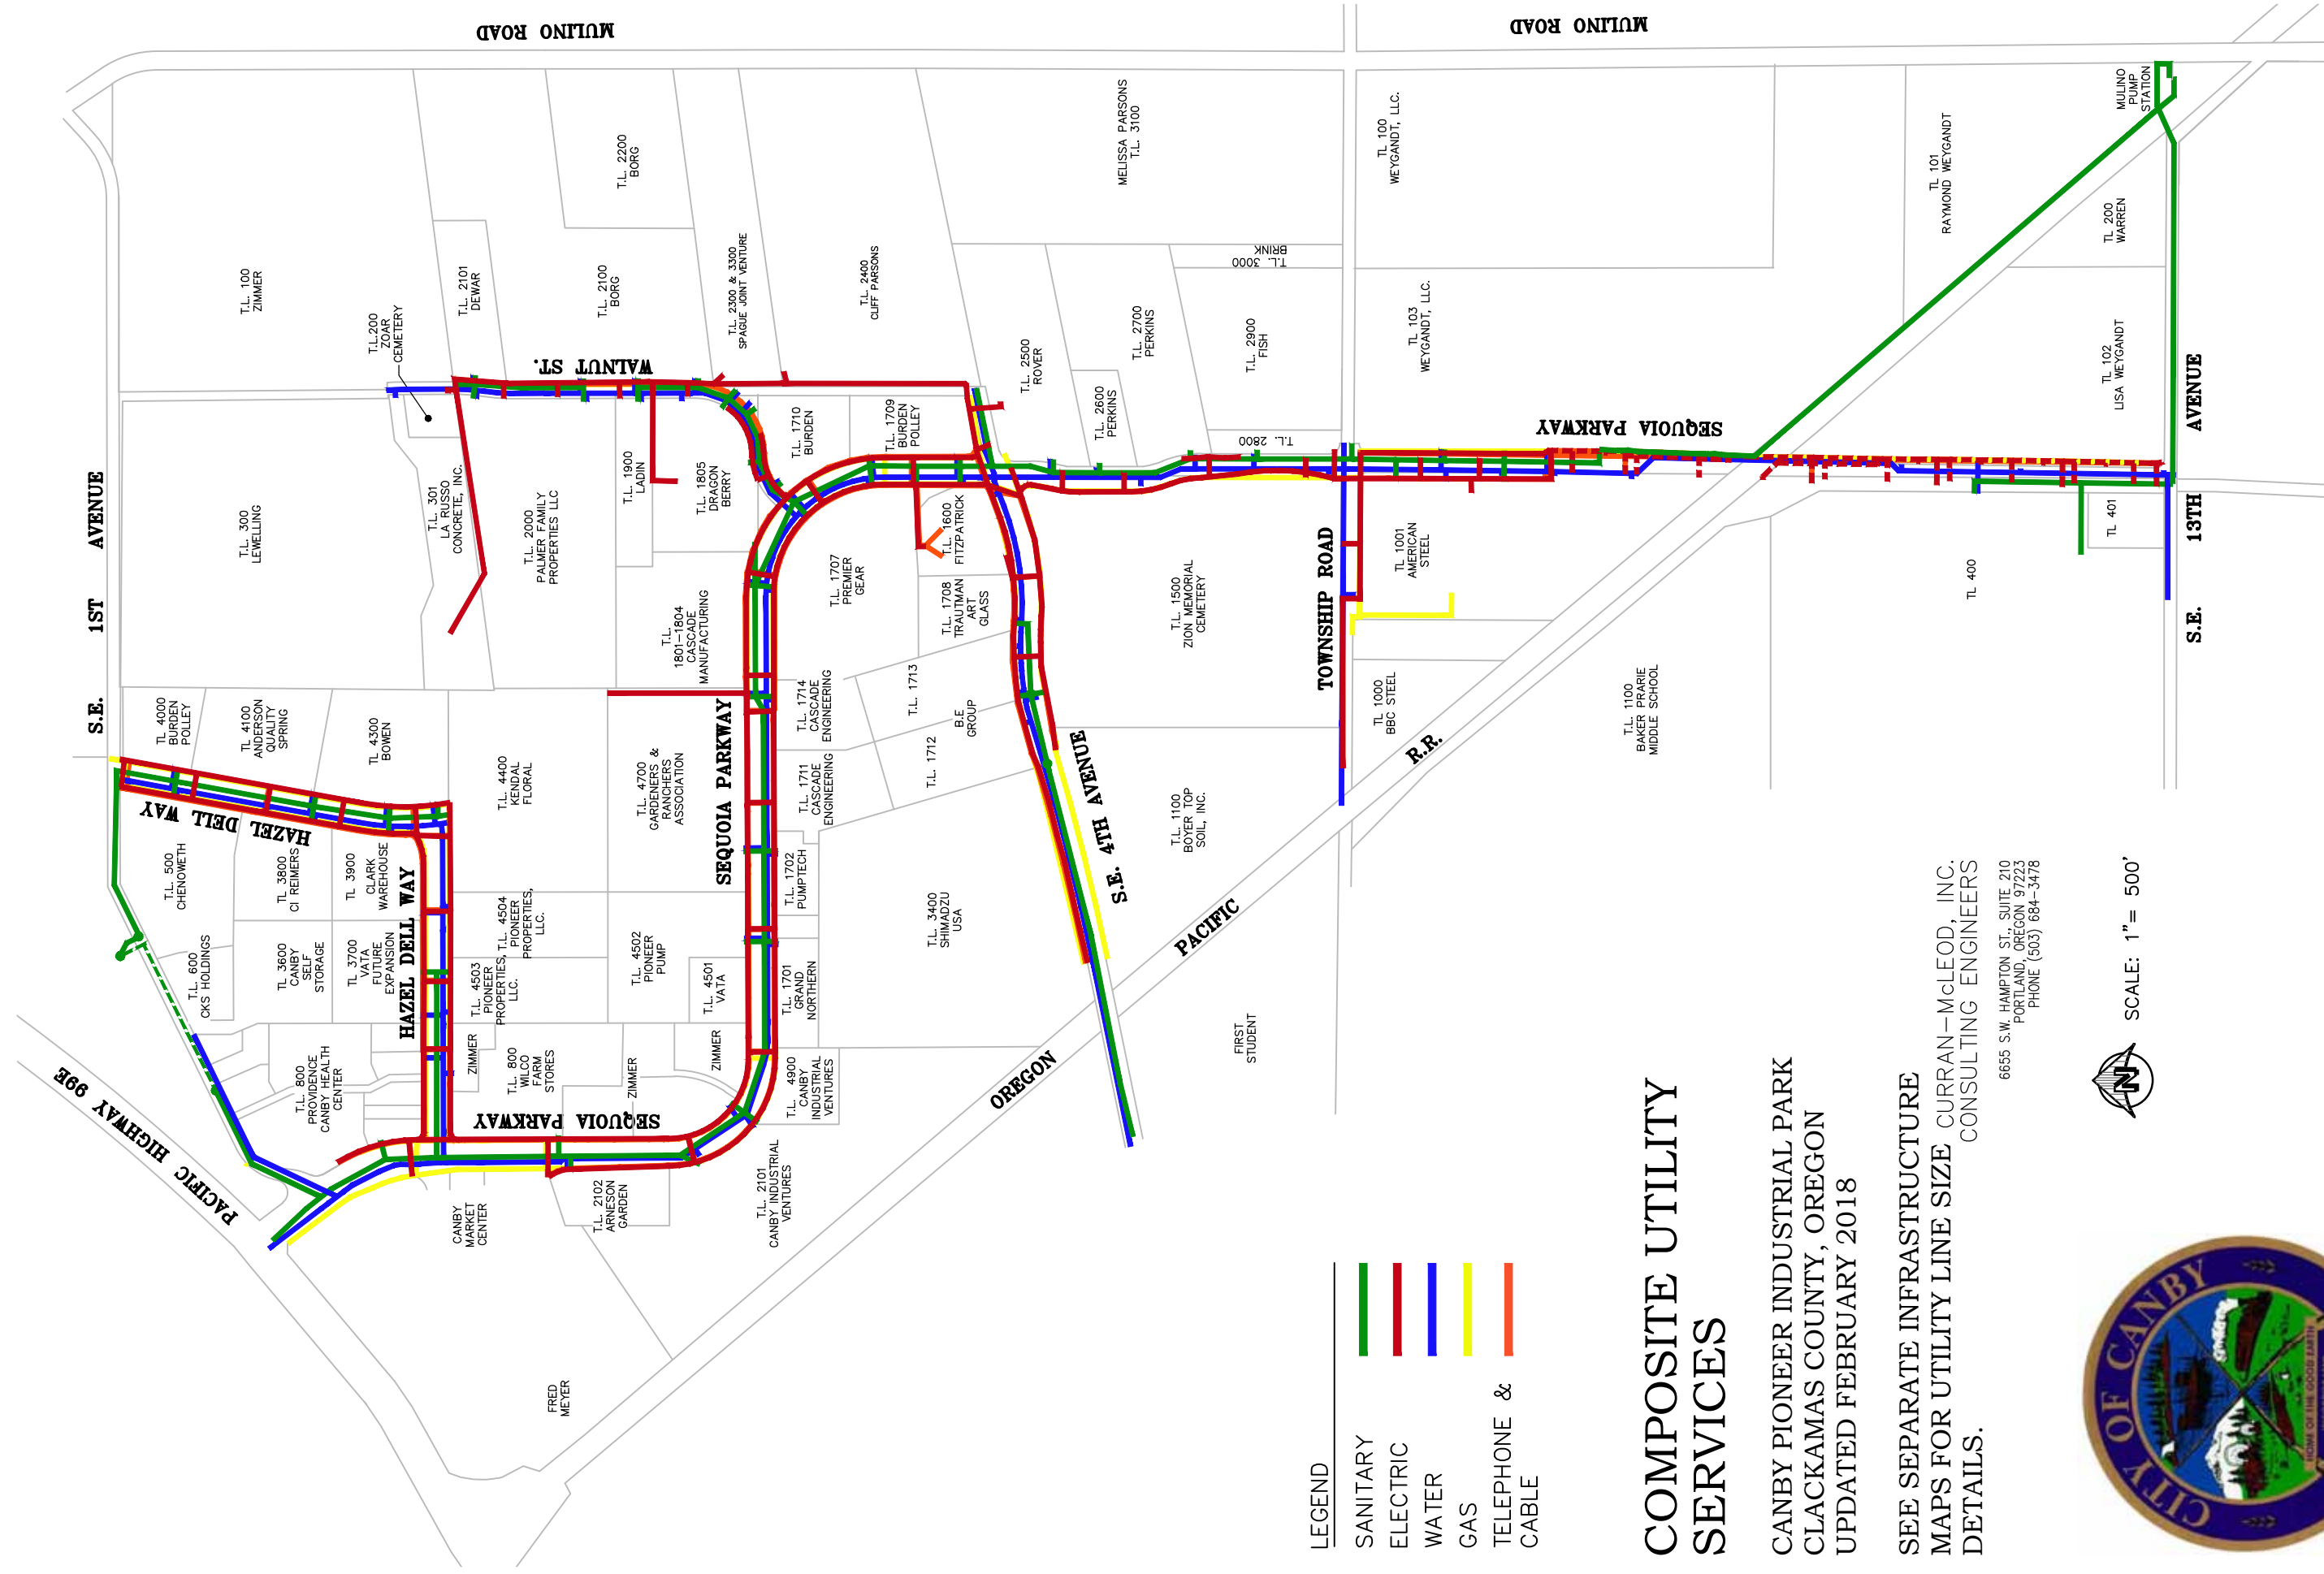 MULINO ROAD
MULINO ROAD
MULINO
PUMP
STATION
T.L. 100
ZIMMER
T.L.200
ZOAR
CEMETERY
T.L. 2101
DEWAR
T.L. 2200
BORG
T.L. 2100
BORG
T.L. 2300 & 3300
SPAGUE JOINT VENTURE
T.L. 2400
CLIFF PARSONS
MELISSA PARSONS
T.L. 3100
T.L. 3000
BRINK
T.L. 2500
ROVER
T.L. 2700
PERKINS
T.L. 2600
PERKINS
T.L. 2900
FISH
T.L. 2800
TL 100
WEYGANDT, LLC.
TL 103
WEYGANDT, LLC.
TL 101
RAYMOND WEYGANDT
TL 200
WARREN
TL 102
LISA WEYGANDT
WALNUT ST.
SEQUOIA PARKWAY
S.E. 1ST AVENUE
S.E. 13TH AVENUE
TOWNSHIP ROAD
T.L. 300
LEWELLING
T.L. 301
LA RUSSO
CONCRETE, INC.
T.L. 2000
PALMER FAMILY
PROPERTIES LLC
T.L. 1900
LADIN
T.L. 1805
DRAGON
BERRY
T.L. 1710
BURDEN
T.L. 1709
BURDEN
POLLEY
T.L. 1600
FITZPATRICK
T.L. 1707
PREMIER
GEAR
T.L. 1708
TRAUTMAN
ART
GLASS
T.L.
1801-1804
CASCADE
MANUFACTURING
T.L. 1500
ZION MEMORIAL
CEMETERY
TL 1001
AMERICAN
STEEL
TL 1000
BBC STEEL
T.L. 1100
BAKER PRARIE
MIDDLE SCHOOL
TL 400
TL 401
TL 4000
BURDEN
POLLEY
TL 4100
ANDERSON
QUALITY
SPRING
TL 4300
BOWEN
T.L. 4400
KENDAL
FLORAL
T.L. 4700
GARDENERS &
RANCHERS
ASSOCIATION
SEQUOIA PARKWAY
T.L. 1714
CASCADE
ENGINEERING
T.L. 1711
CASCADE
ENGINEERING
T.L. 1713
B.E
GROUP
T.L. 1712
S.E. 4TH AVENUE
T.L. 1100
BOYER TOP
SOIL, INC.
HAZEL DELL WAY
HAZEL DELL WAY
T.L. 500
CHENOWETH
TL 3800
CI REIMERS
TL 3900
CLARK
WAREHOUSE
T.L. 600
CKS HOLDINGS
TL 3600
CANBY
SELF
STORAGE
TL 3700
VATA
FUTURE
EXPANSION
T.L. 4503
PIONEER
PROPERTIES,
LLC.
T.L. 4504
PIONEER
PROPERTIES,
LLC.
T.L. 4502
PIONEER
PUMP
T.L. 4501
VATA
T.L. 1702
PUMPTECH
T.L. 1701
GRAND
NORTHERN
T.L. 3400
SHIMADZU
USA
FIRST
STUDENT
T.L. 800
PROVIDENCE
CANBY HEALTH
CENTER
ZIMMER
T.L. 800
WILCO
FARM
STORES
ZIMMER
ZIMMER
T.L. 4900
CANBY
INDUSTRIAL
VENTURES
SEQUOIA PARKWAY
CANBY
MARKET
CENTER
T.L. 2102
ARNESON
GARDEN
T.L. 2101
CANBY INDUSTRIAL
VENTURES
PACIFIC HIGHWAY 99E
FRED
MEYER
OREGON PACIFIC R.R.
LEGEND
SANITARY
ELECTRIC
WATER
GAS
TELEPHONE &
CABLE
COMPOSITE UTILITY
SERVICES
CANBY PIONEER INDUSTRIAL PARK
CLACKAMAS COUNTY, OREGON
UPDATED FEBRUARY 2018
SEE SEPARATE INFRASTRUCTURE
MAPS FOR UTILITY LINE SIZE
DETAILS.
CURRAN-McLEOD, INC.
CONSULTING ENGINEERS
6655 S.W. HAMPTON ST., SUITE 210
PORTLAND, OREGON 97223
PHONE (503) 684-3478
N
SCALE: 1"= 500'
CITY OF CANBY
HOME OF THE GOOD EARTH